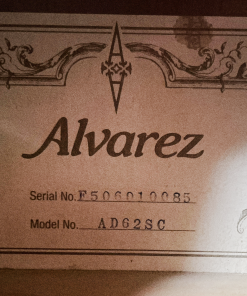 Alvarez
Serial No. F506010085
Model No. AD62SC